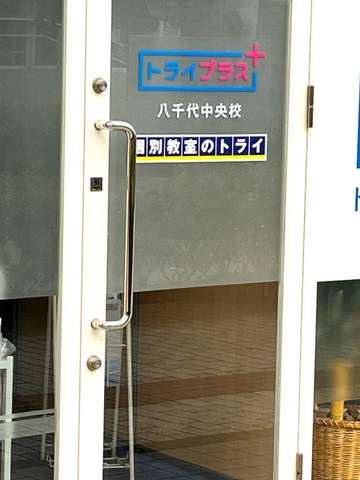 トライプラス+
八千代中央校
個別教室のトライ